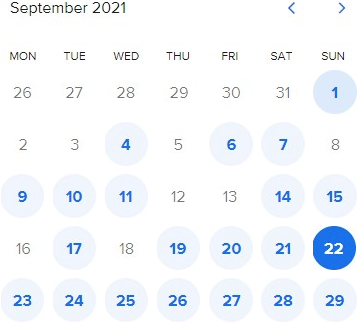 September 2021
MON TUE WED THU FRI SAT SUN
26 27 28 29 30 31 1
2 3 4 5 6 7 8
9 10 11 12 13 14 15
16 17 18 19 20 21 22
23 24 25 26 27 28 29